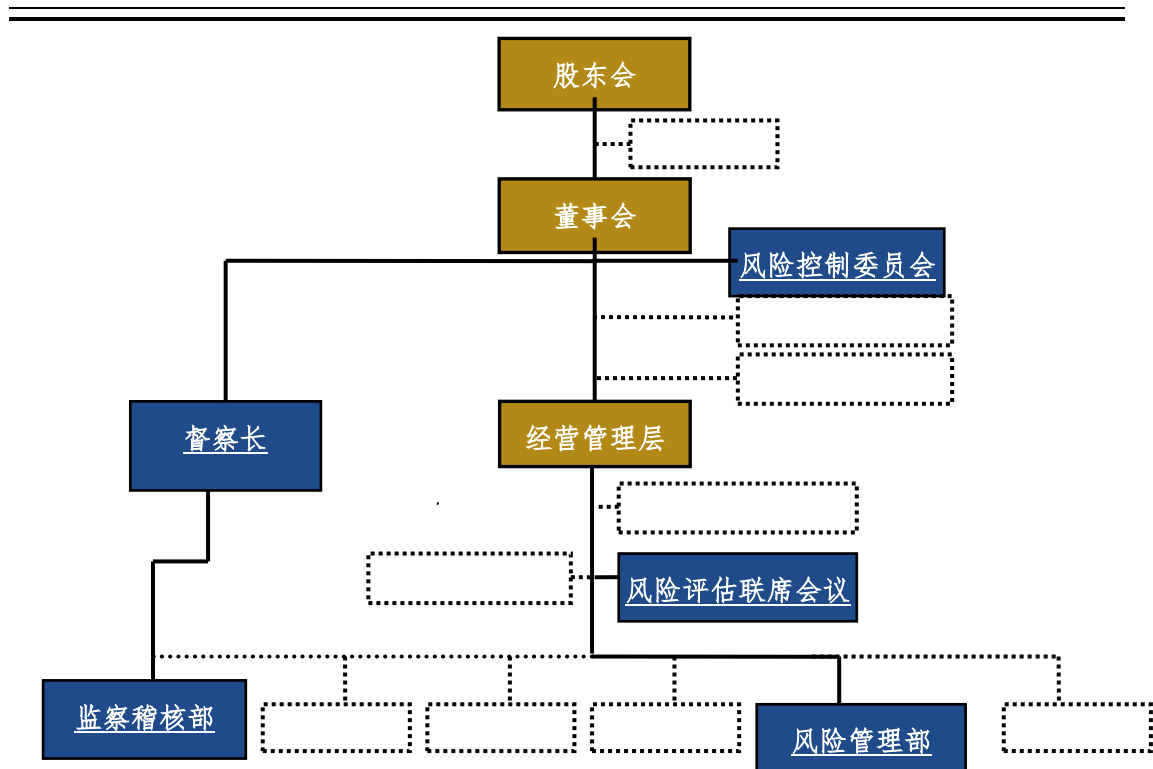 股东会
董事会
风险控制委员会
督察长
经营管理层
风险评估联席会议
监察稽核部
风险管理部